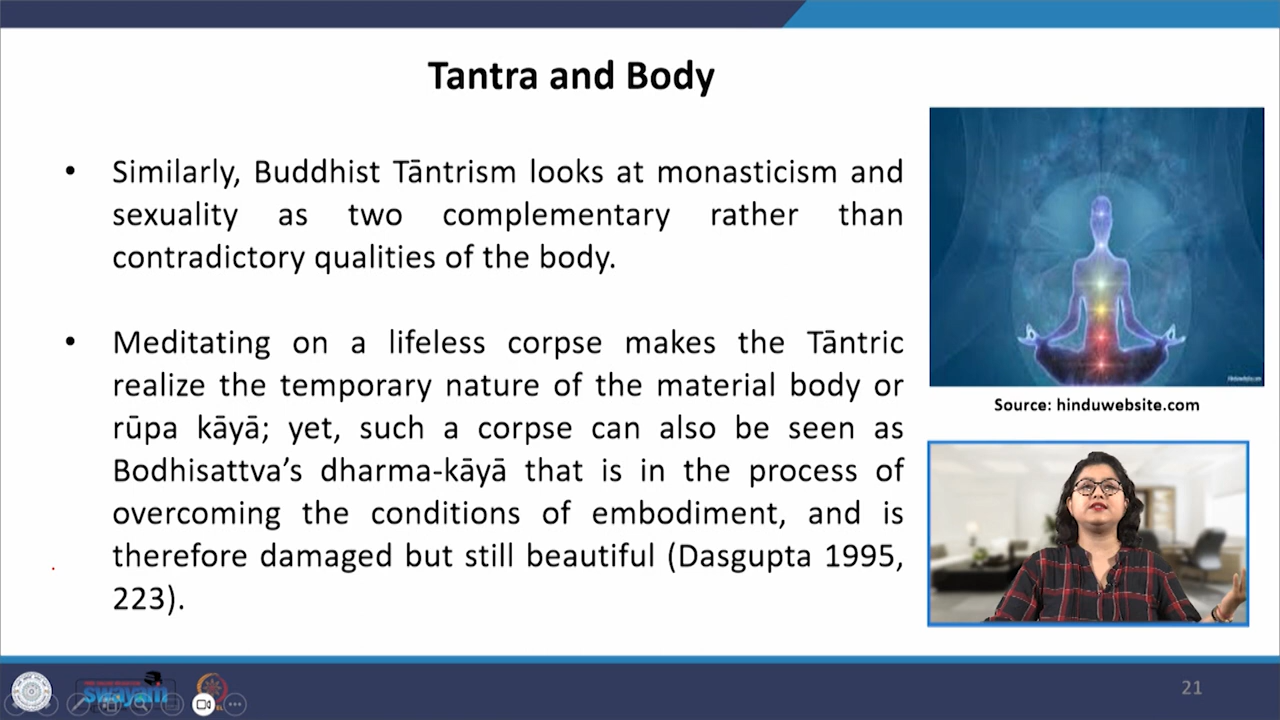 Tantra and Body
• Similarly, Buddhist Tāntrism looks at monasticism and
sexuality as two complementary rather than
contradictory qualities of the body.
• Meditating on a lifeless corpse makes the Tāntric
realize the temporary nature of the material body or
rūpa kāyā; yet, such a corpse can also be seen as
Bodhisattva’s dharma-kāyā that is in the process of
overcoming the conditions of embodiment, and is
therefore damaged but still beautiful (Dasgupta 1995,
223).
Source: hinduwebsite.com
swayam
21